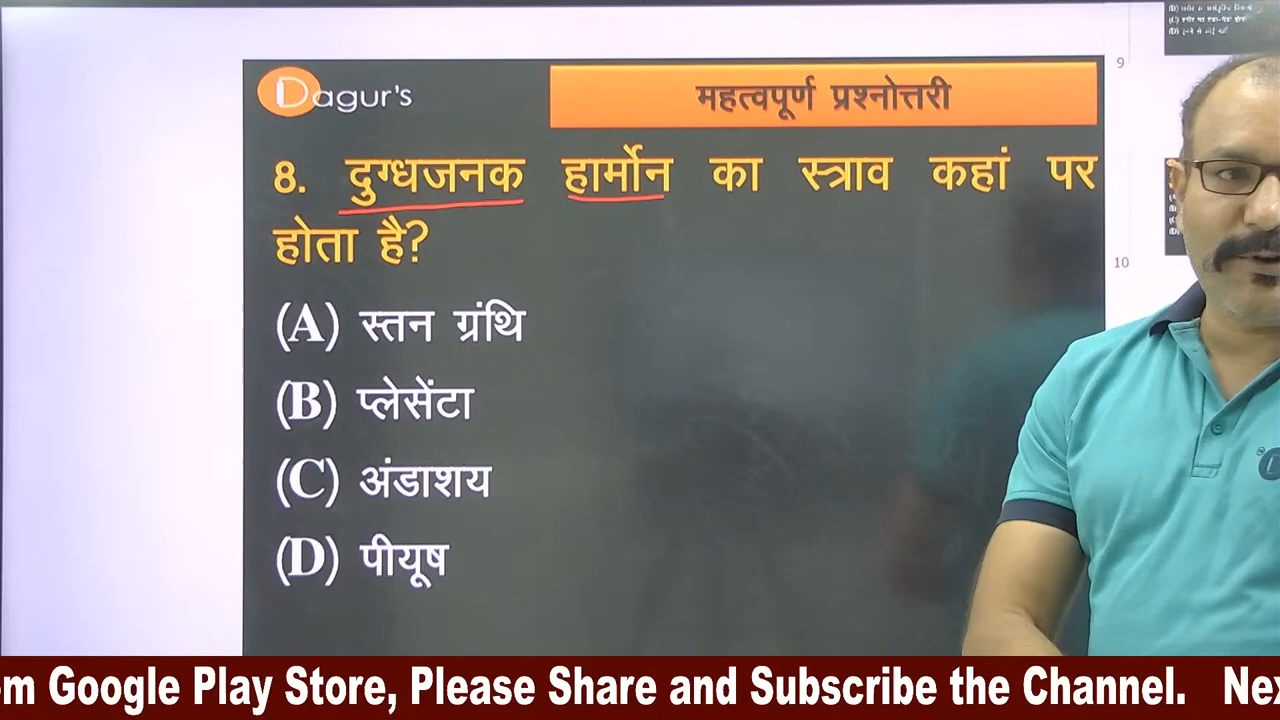 Dagur's
महत्वपूर्ण प्रश्नोत्तरी
8. दुग्धजनक हार्मोन का स्त्राव कहां पर
होता है?
(A) स्तन ग्रंथि
(B) प्लेसेंटा
(C) अंडाशय
(D) पीयूष
9
10
m Google Play Store, Please Share and Subscribe the Channel. Nex